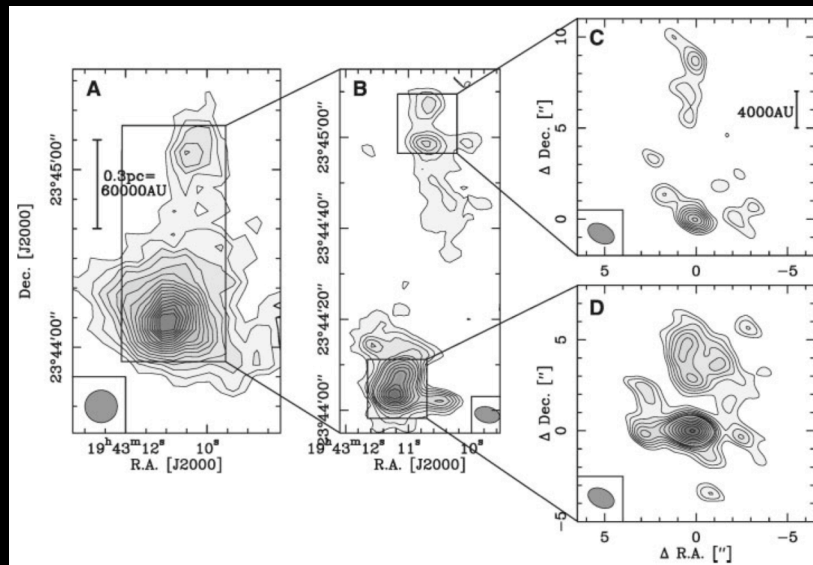 A
0.3pc=
60000AU
23°45'00"
23°44'00"
Dec. [J2000]
19ʰ43ᵐ12ˢ
10ˢ
R.A. [J2000]
B
23°45'00"
23°44'40"
23°44'20"
23°44'00"
19ʰ43ᵐ12ˢ
11ˢ
10ˢ
R.A. [J2000]
C
4000AU
10
5
0
Δ Dec. ["]
5
0
-5
D
5
0
-5
Δ Dec. ["]
5
0
-5
Δ R.A. ["]